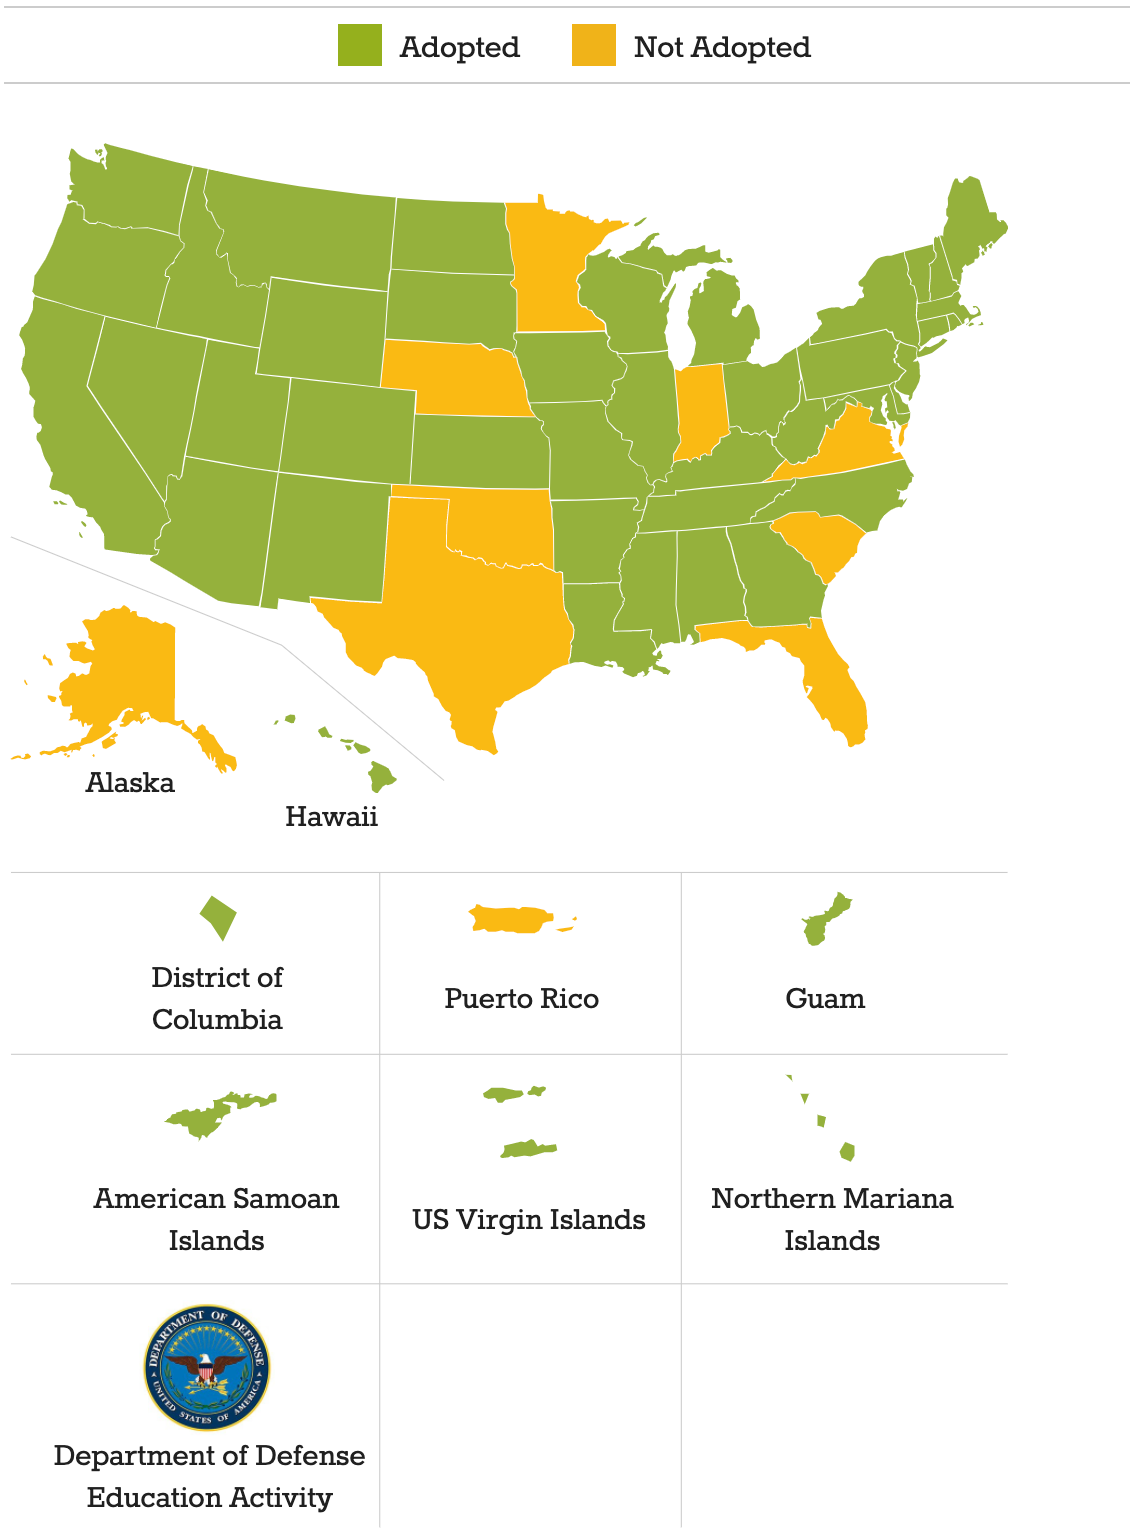 Adopted
Not Adopted
Alaska
Hawaii
District of
Columbia
Puerto Rico
Guam
American Samoan
Islands
US Virgin Islands
Northern Mariana
Islands
DEPARTMENT OF DEFENSE
UNITED STATES OF AMERICA
Department of Defense
Education Activity